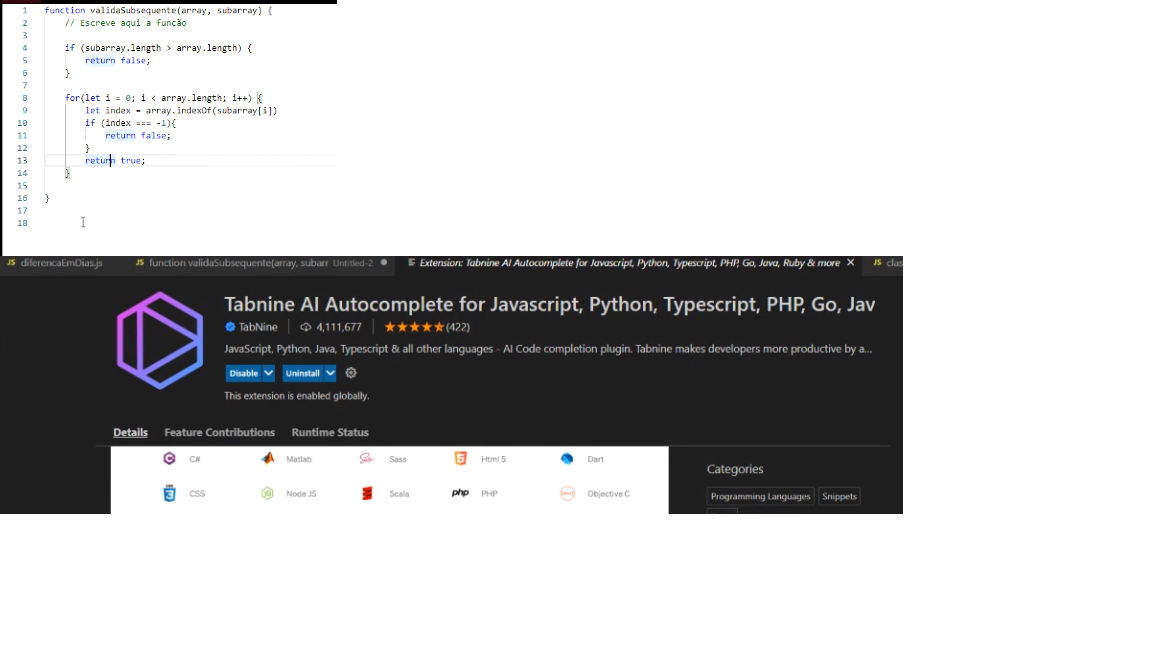 1 function validaSubsequente(array, subarray) {
2 // Escreve aqui a função
3
4 if (subarray.length > array.length) {
5 return false;
6 }
7
8 for(let i = 0; i < array.length; i++) {
9 let index = array.indexOf(subarray[i])
10 if (index === -1){
11 return false;
12 }
13 return true;
14 }
15
16 }
17
18
JS diferencaEmDias.js JS function validaSubsequente(array, subarr Untitled-2 Extension: Tabnine AI Autocomplete for Javascript, Python, Typescript, PHP, Go, Java, Ruby & more JS clas
Tabnine AI Autocomplete for Javascript, Python, Typescript, PHP, Go, Jav
TabNine 4,111,677 (422)
JavaScript, Python, Java, Typescript & all other languages - AI Code completion plugin. Tabnine makes developers more productive by a...
Disable Uninstall
This extension is enabled globally.
Details Feature Contributions Runtime Status
C# Matlab Sass Html 5 Dart
CSS Node JS Scala php PHP Objective C
Categories
Programming Languages Snippets